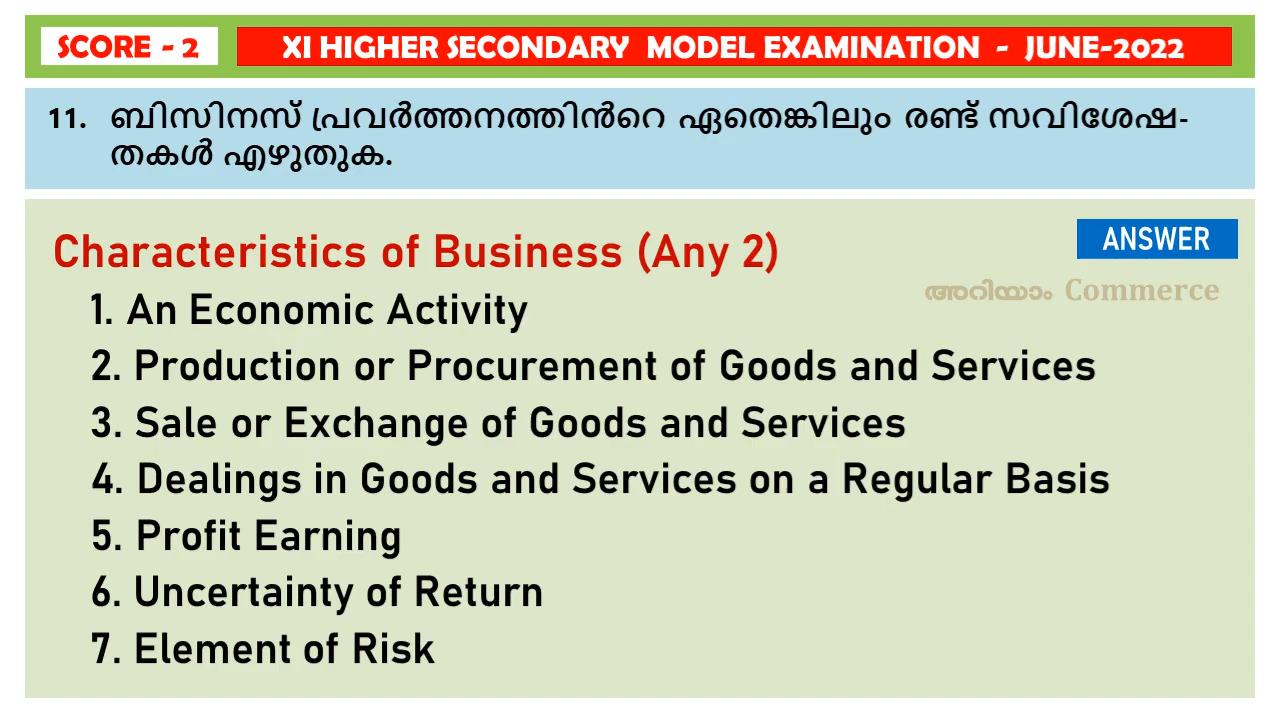 SCORE - 2
XI HIGHER SECONDARY MODEL EXAMINATION - JUNE-2022
11. ബിസിനസ് പ്രവർത്തനത്തിൻറെ ഏതെങ്കിലും രണ്ട് സവിശേഷ-
തകൾ എഴുതുക.
Characteristics of Business (Any 2)
ANSWER
അറിയാം Commerce
1. An Economic Activity
2. Production or Procurement of Goods and Services
3. Sale or Exchange of Goods and Services
4. Dealings in Goods and Services on a Regular Basis
5. Profit Earning
6. Uncertainty of Return
7. Element of Risk